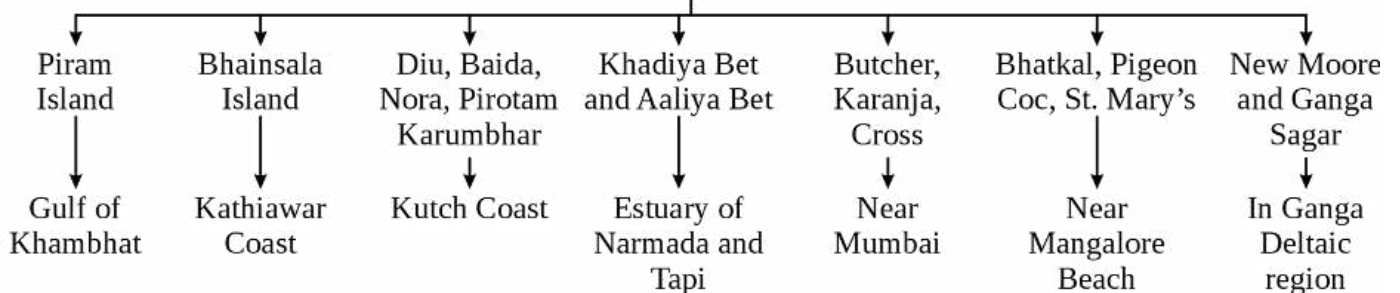 Piram
Island
Gulf of
Khambhat
Bhainsala
Island
Kathiawar
Coast
Diu, Baida,
Nora, Pirotam
Karumbhar
Kutch Coast
Khadiya Bet
and Aaliya Bet
Estuary of
Narmada and
Tapi
Butcher,
Karanja,
Cross
Near
Mumbai
Bhatkal, Pigeon
Coc, St. Mary’s
Near
Mangalore
Beach
New Moore
and Ganga
Sagar
In Ganga
Deltaic
region